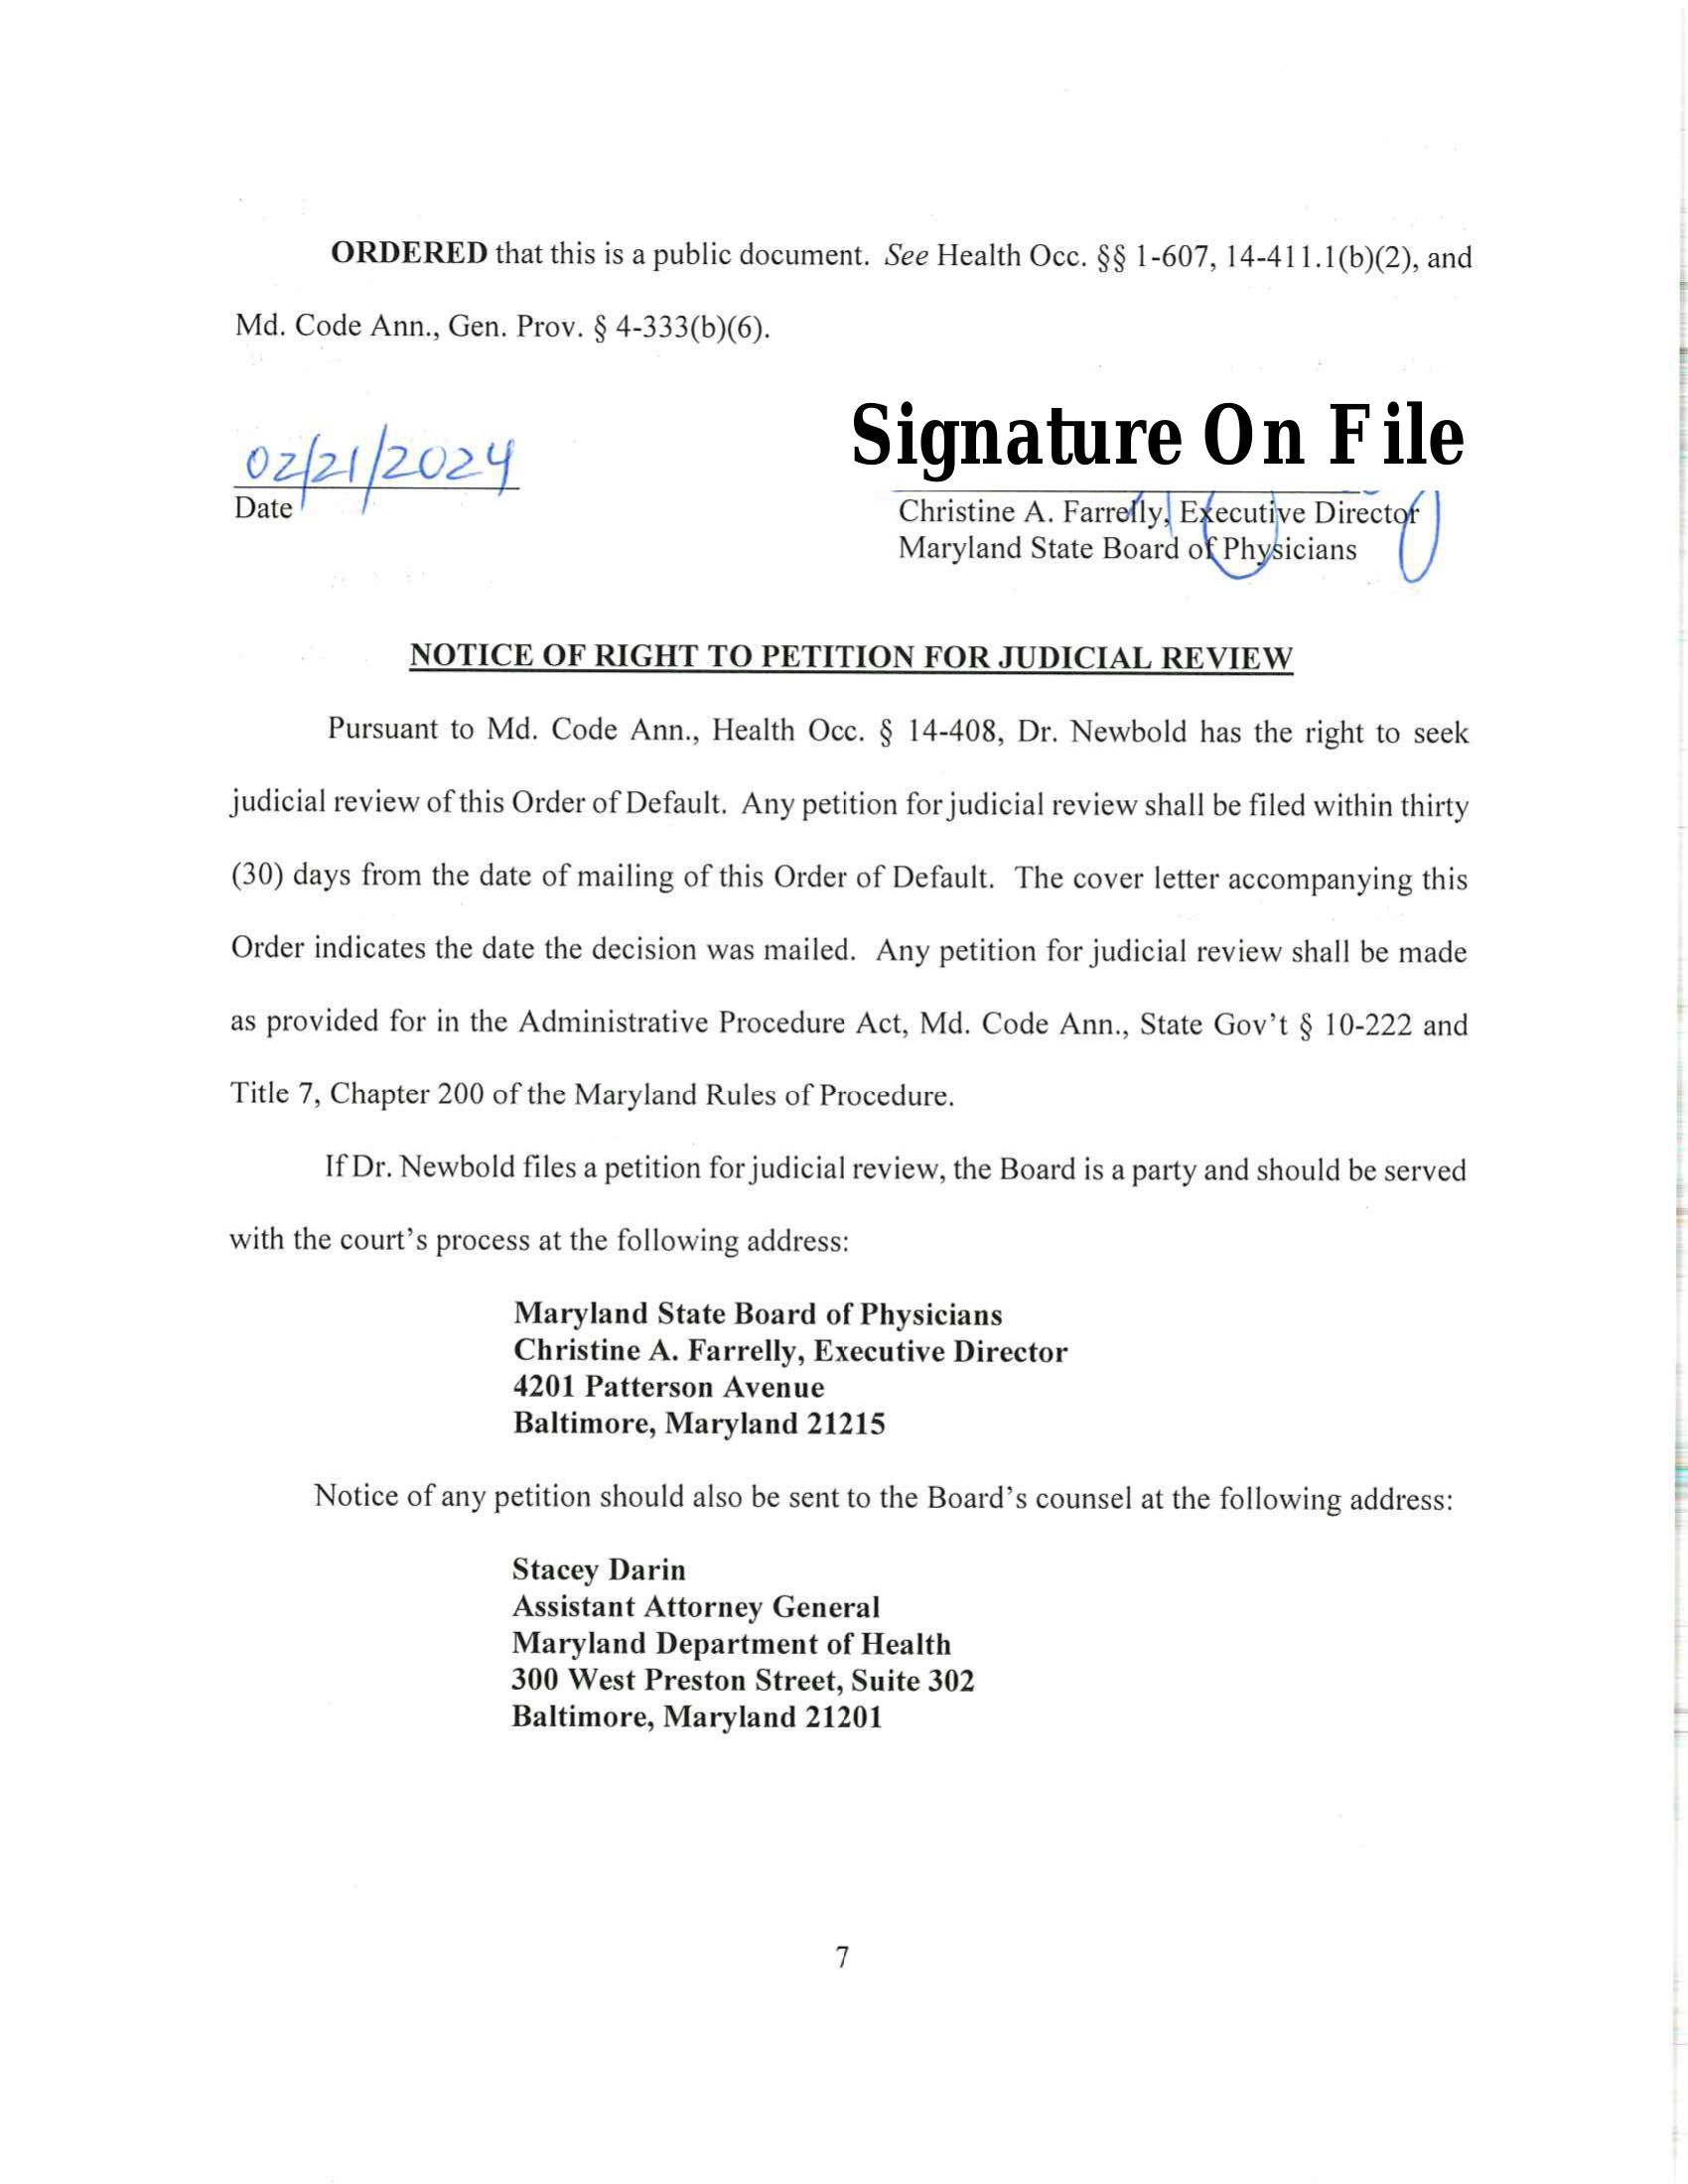 ORDERED that this is a public document. See Health Occ. §§ 1-607, 14-411.1(b)(2), and
Md. Code Ann., Gen. Prov. § 4-333(b)(6).
02/21/2024
Date
Signature On File
Christine A. Farrelly, Executive Director
Maryland State Board of Physicians
NOTICE OF RIGHT TO PETITION FOR JUDICIAL REVIEW
Pursuant to Md. Code Ann., Health Occ. § 14-408, Dr. Newbold has the right to seek
judicial review of this Order of Default. Any petition for judicial review shall be filed within thirty
(30) days from the date of mailing of this Order of Default. The cover letter accompanying this
Order indicates the date the decision was mailed. Any petition for judicial review shall be made
as provided for in the Administrative Procedure Act, Md. Code Ann., State Gov't § 10-222 and
Title 7, Chapter 200 of the Maryland Rules of Procedure.
If Dr. Newbold files a petition for judicial review, the Board is a party and should be served
with the court's process at the following address:
Maryland State Board of Physicians
Christine A. Farrelly, Executive Director
4201 Patterson Avenue
Baltimore, Maryland 21215
Notice of any petition should also be sent to the Board's counsel at the following address:
Stacey Darin
Assistant Attorney General
Maryland Department of Health
300 West Preston Street, Suite 302
Baltimore, Maryland 21201
7